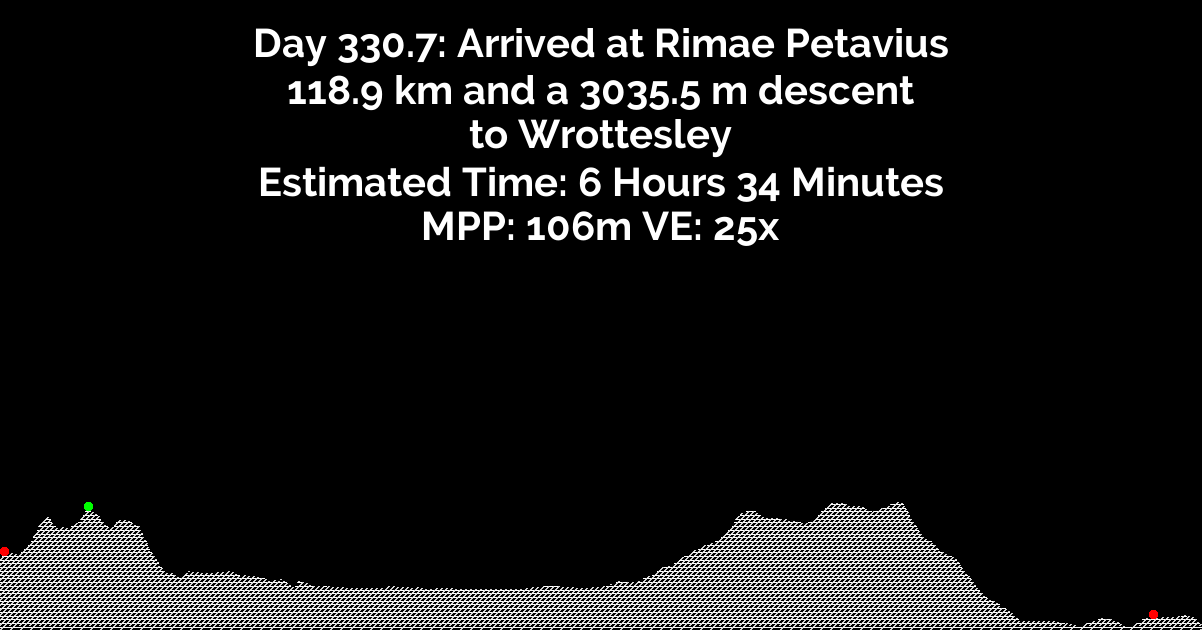 Day 330.7: Arrived at Rimae Petavius
118.9 km and a 3035.5 m descent
to Wrottesley
Estimated Time: 6 Hours 34 Minutes
MPP: 106m VE: 25x